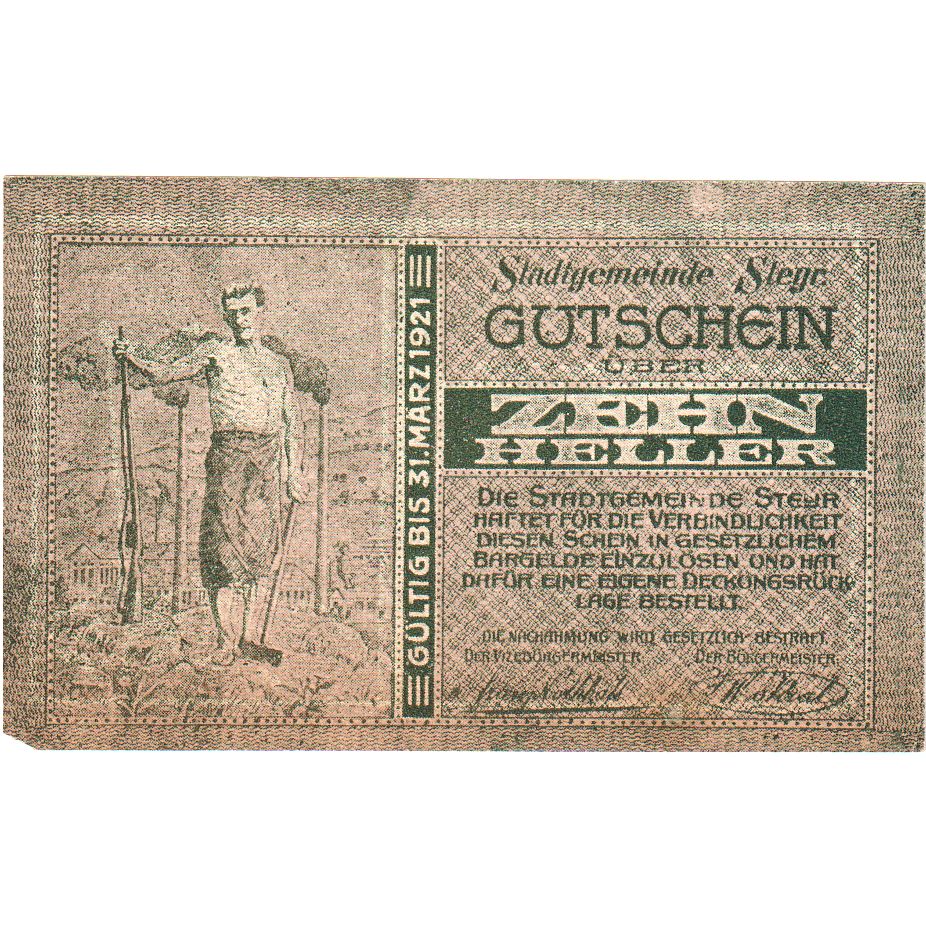 GÜLTIG BIS 31. MÄRZ 1921
Stadtgemeinde Steyr.
GUTSCHEIN
ÜBER
ZEHN
HELLER
DIE STADTGEMEINDE STEYR
HAFTET FÜR DIE VERBINDLICHKEIT
DIESEN SCHEIN IN GESETZLICHEM
BARGELDE EINZULÖSEN UND HAT
DAFÜR EINE EIGENE DECKUNGSRÜCK
LAGE BESTELLT.
DIE NACHAHMUNG WIRD GESETZLICH BESTRAFT.
DER VIZEBÜRGERMEISTER DER BÜRGERMEISTER: